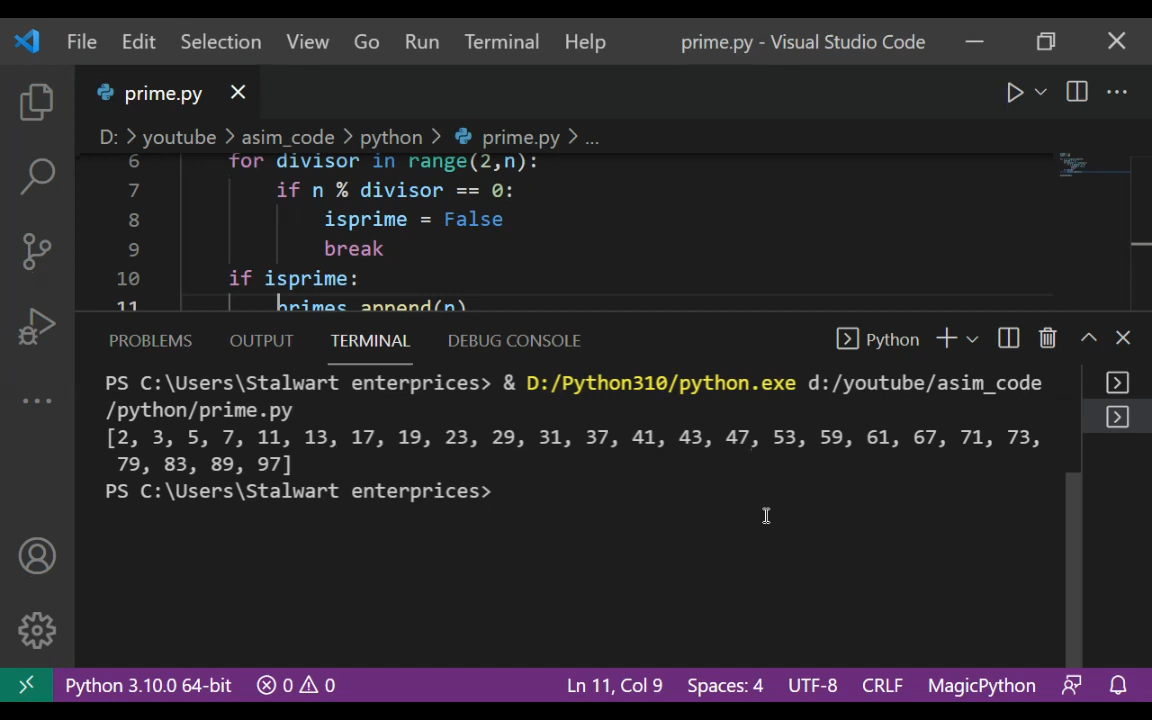 File Edit Selection View Go Run Terminal Help prime.py - Visual Studio Code
prime.py
D: > youtube > asim_code > python > prime.py > ...
6 for divisor in range(2,n):
7 if n % divisor == 0:
8 isprime = False
9 break
10 if isprime:
11 primes.append(n)
PROBLEMS OUTPUT TERMINAL DEBUG CONSOLE Python
PS C:\Users\Stalwart enterprices> & D:/Python310/python.exe d:/youtube/asim_code
/python/prime.py
[2, 3, 5, 7, 11, 13, 17, 19, 23, 29, 31, 37, 41, 43, 47, 53, 59, 61, 67, 71, 73,
79, 83, 89, 97]
PS C:\Users\Stalwart enterprices>
Python 3.10.0 64-bit 0 0 Ln 11, Col 9 Spaces: 4 UTF-8 CRLF MagicPython